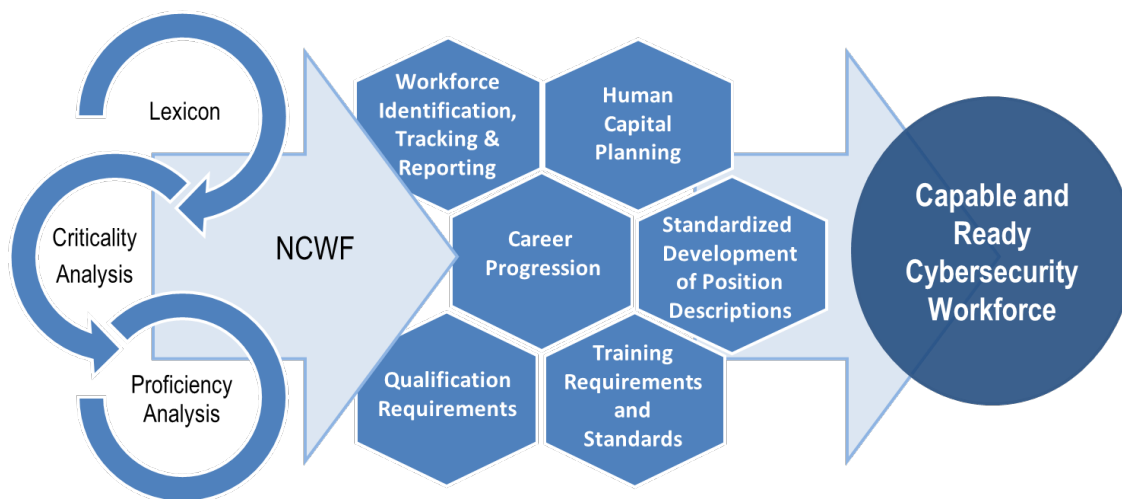 Lexicon
Criticality
Analysis
Proficiency
Analysis
NCWF
Workforce
Identification,
Tracking &
Reporting
Human
Capital
Planning
Career
Progression
Standardized
Development
of Position
Descriptions
Qualification
Requirements
Training
Requirements
and
Standards
Capable and
Ready
Cybersecurity
Workforce